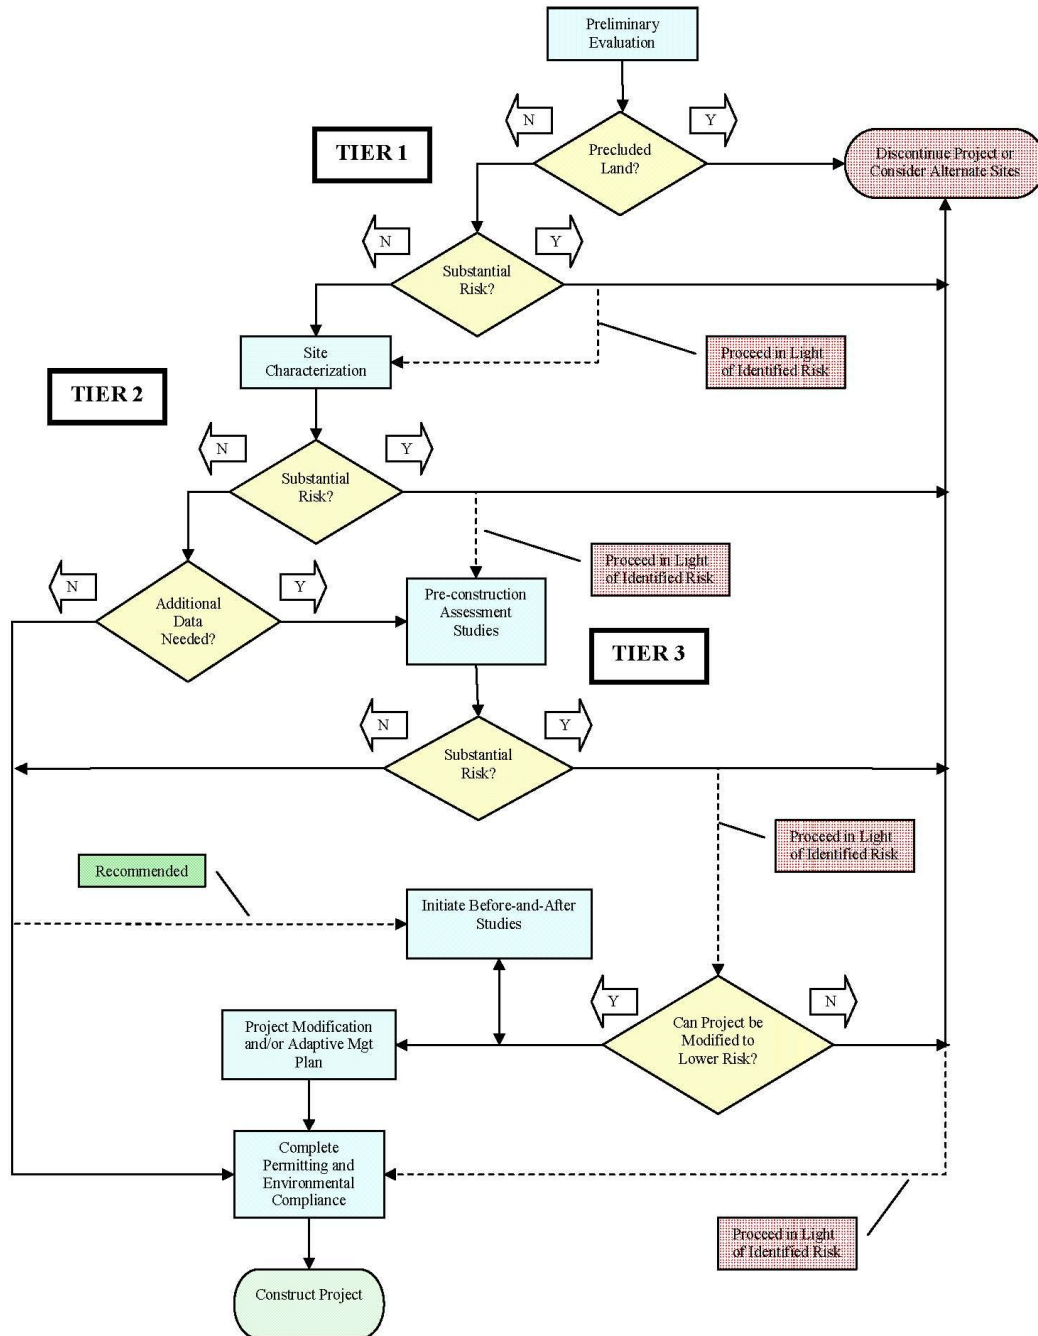 Preliminary
Evaluation
N
Y
TIER 1
Precluded
Land?
Discontinue Project or
Consider Alternate Sites
N
Y
Substantial
Risk?
Site
Characterization
Proceed in Light
of Identified Risk
TIER 2
N
Y
Substantial
Risk?
Proceed in Light
of Identified Risk
N
Y
Additional
Data
Needed?
Pre-construction
Assessment
Studies
TIER 3
N
Y
Substantial
Risk?
Proceed in Light
of Identified Risk
Recommended
Initiate Before-and-After
Studies
Y
N
Project Modification
and/or Adaptive Mgt
Plan
Can Project be
Modified to
Lower Risk?
Complete
Permitting and
Environmental
Compliance
Proceed in Light
of Identified Risk
Construct Project